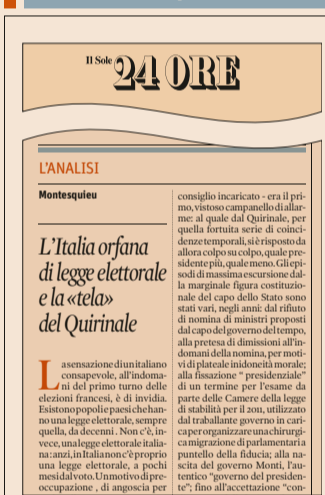 Il Sole
24 ORE
L'ANALISI
Montesquieu
L'Italia orfana
di legge elettorale
e la «tela»
del Quirinale
La sensazione di un italiano
consapevole, all'indoma-
ni del primo turno delle
elezioni francesi, è di invidia.
Esistono popoli e paesi che han-
no una legge elettorale, sempre
quella, da decenni . Non c'è, in-
vece, una legge elettorale italia-
na: anzi, in Italia non c'è proprio
una legge elettorale, a pochi
mesi dal voto. Un motivo di pre-
occupazione , di angoscia per
consiglio incaricato - era il pri-
mo, vistoso campanello di allar-
me: al quale dal Quirinale, per
quella fortuita serie di coinci-
denze temporali, si è risposto da
allora colpo su colpo, quale pre-
sidente più, quale meno. Gli epi-
sodi di massima escursione dal-
la marginale figura costituzio-
nale del capo dello Stato sono
stati vari, negli anni: dal rifiuto
di nomina di ministri proposti
dal capo del governo del tempo,
alla pretesa di dimissioni all'in-
domani della nomina, per moti-
vi di plateale inidoneità morale;
alla fissazione " presidenziale"
di un termine per l'esame da
parte delle Camere della legge
di stabilità per il 2011, utilizzato
dal traballante governo in cari-
ca per organizzare una chirurgi-
ca migrazione di parlamentari a
puntello della fiducia; alla na-
scita del governo Monti, l'au-
tentico "governo del presiden-
te"; fino all'accettazione "con-